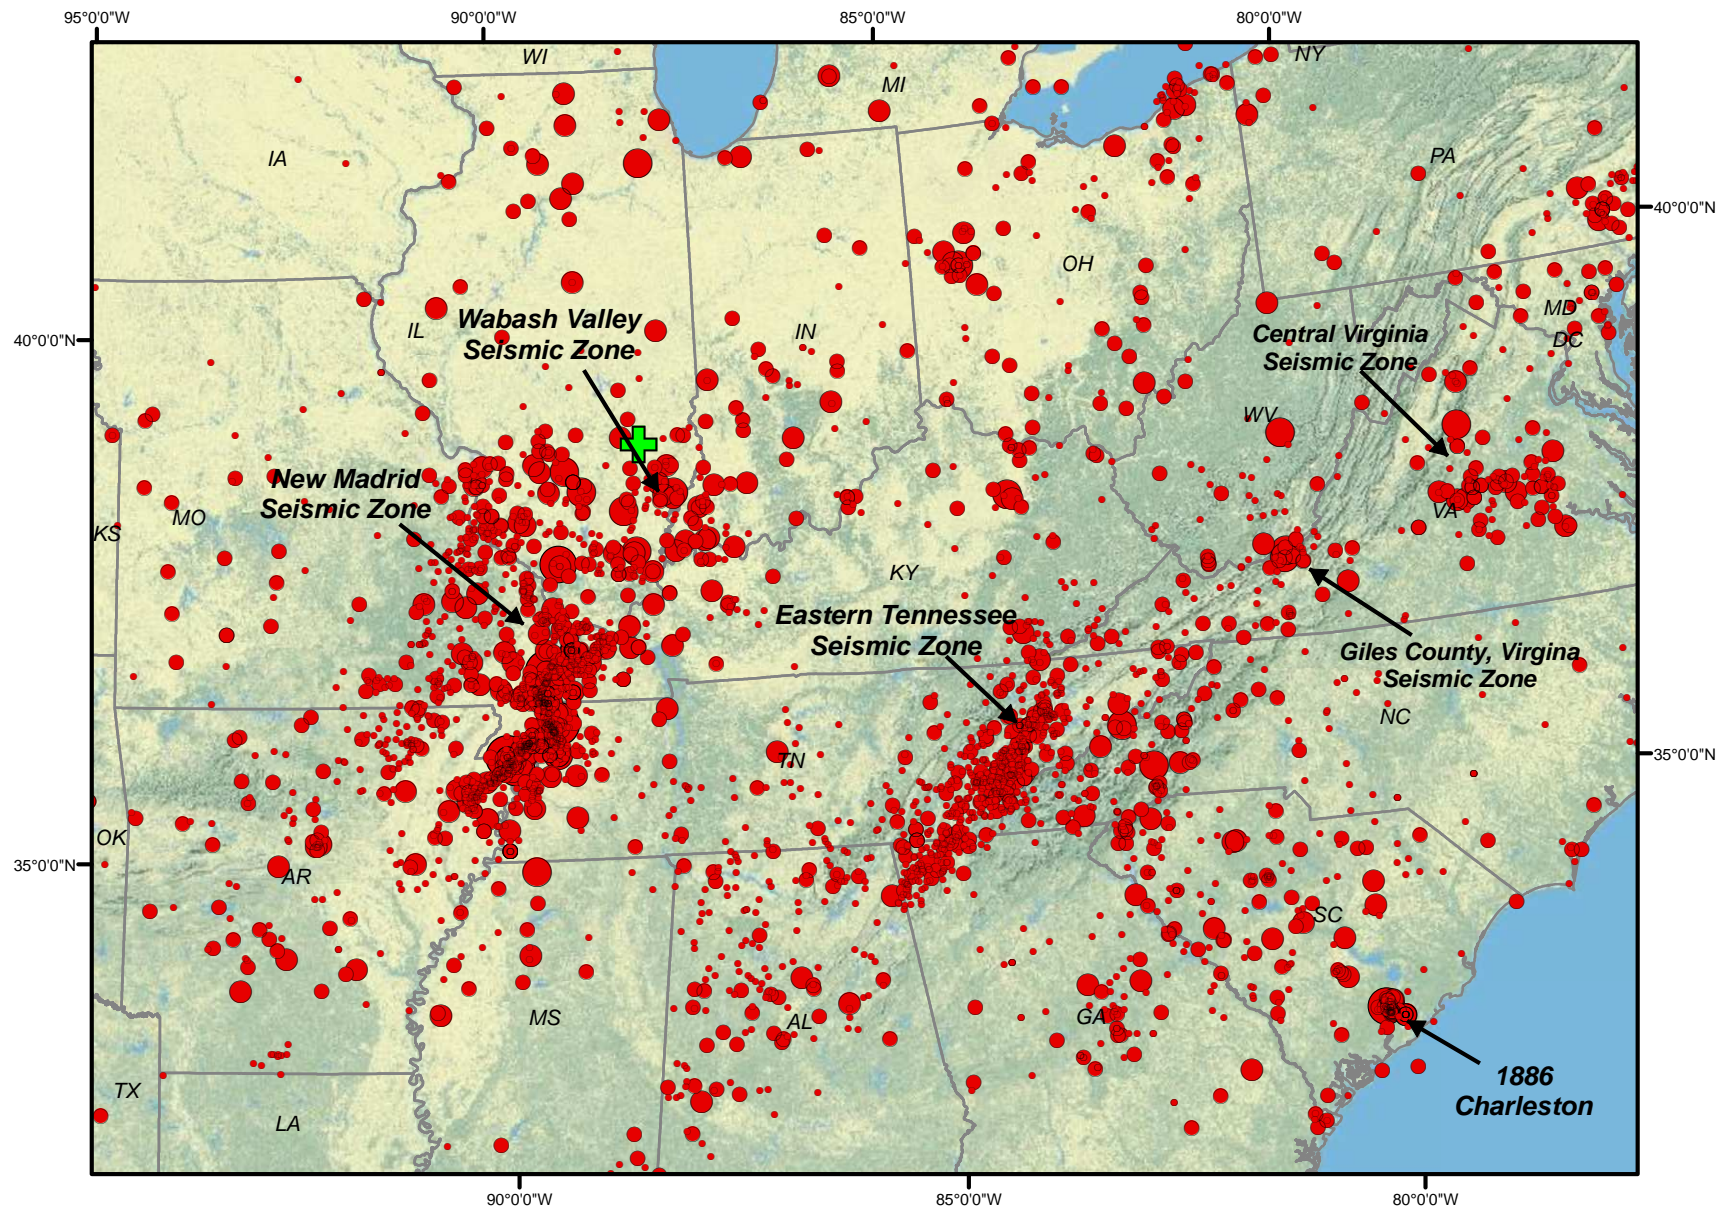 95°0'0"W
90°0'0"W
85°0'0"W
80°0'0"W
WI
MI
NY
IA
PA
40°0'0"N
OH
MD
DC
IL
Wabash Valley
Seismic Zone
IN
Central Virginia
Seismic Zone
40°0'0"N
WV
New Madrid
Seismic Zone
MO
KS
VA
KY
Eastern Tennessee
Seismic Zone
Giles County, Virgina
Seismic Zone
NC
TN
35°0'0"N
OK
35°0'0"N
AR
SC
MS
AL
GA
TX
LA
1886
Charleston
90°0'0"W
85°0'0"W
80°0'0"W